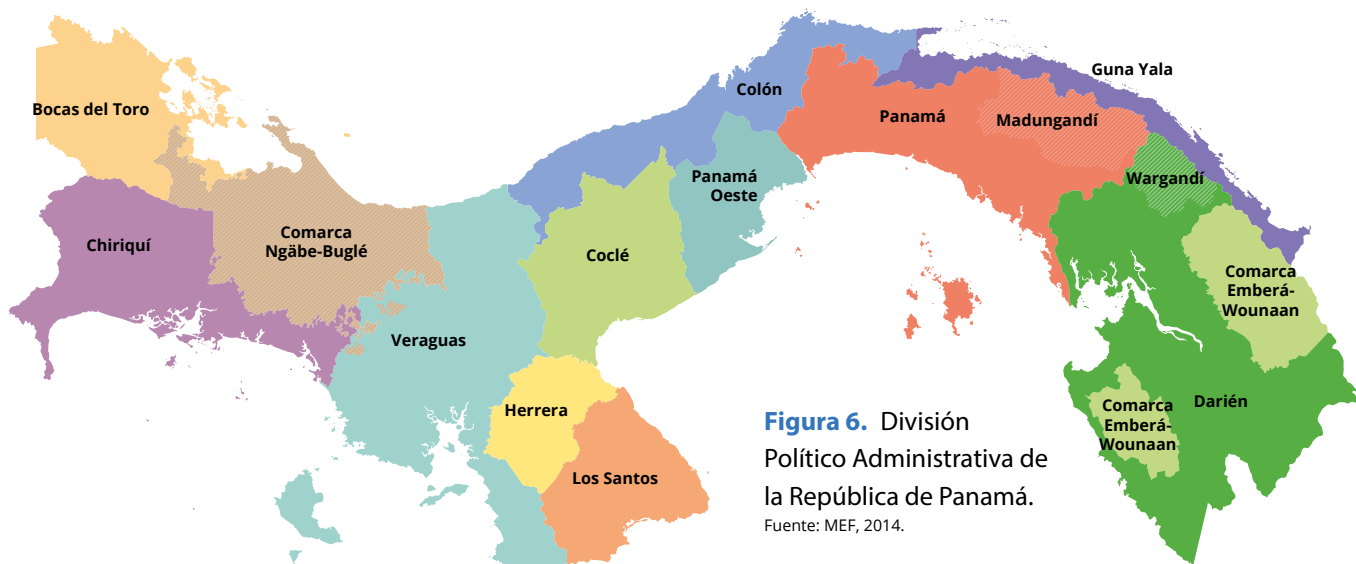 Bocas del Toro
Chiriquí
Comarca
Ngäbe-Buglé
Veraguas
Herrera
Los Santos
Coclé
Colón
Panamá
Oeste
Panamá
Madungandí
Guna Yala
Wargandí
Comarca
Emberá-
Wounaan
Comarca
Emberá-
Wounaan
Darién
Figura 6. División
Político Administrativa de
la República de Panamá.
Fuente: MEF, 2014.